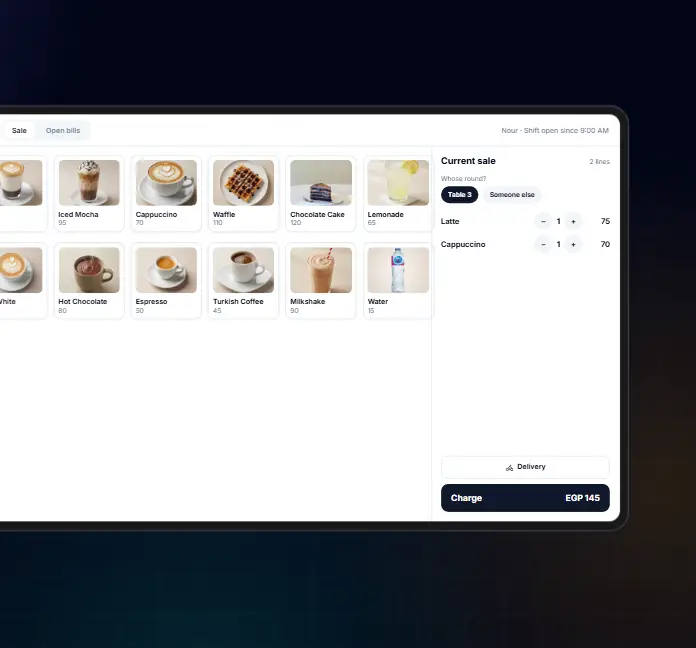 Sale
Open bills
Nour · Shift open since 9:00 AM
Iced Mocha
95
Cappuccino
70
Waffle
110
Chocolate Cake
120
Lemonade
65
White
Hot Chocolate
80
Espresso
50
Turkish Coffee
45
Milkshake
90
Water
15
Current sale
2 lines
Whose round?
Table 3
Someone else
Latte
− 1 +
75
Cappuccino
− 1 +
70
Delivery
Charge
EGP 145